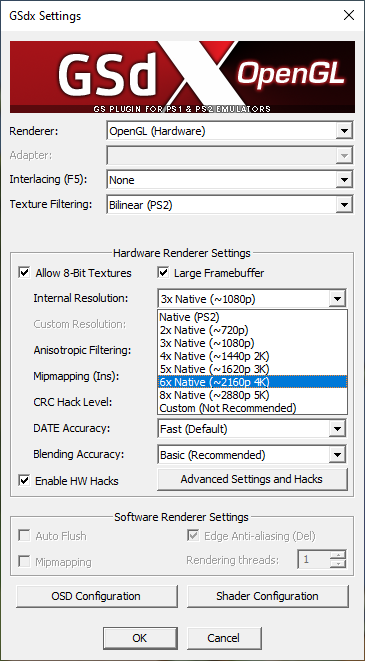 GSdx Settings
GSdX OpenGL
GS PLUGIN FOR PS1 & PS2 EMULATORS
Renderer: OpenGL (Hardware)
Adapter:
Interlacing (F5): None
Texture Filtering: Bilinear (PS2)
Hardware Renderer Settings
Allow 8-Bit Textures Large Framebuffer
Internal Resolution: 3x Native (~1080p)
Custom Resolution:
Native (PS2)
2x Native (~720p)
3x Native (~1080p)
Anisotropic Filtering:
4x Native (~1440p 2K)
5x Native (~1620p 3K)
Mipmapping (Ins):
6x Native (~2160p 4K)
8x Native (~2880p 5K)
CRC Hack Level:
Custom (Not Recommended)
DATE Accuracy: Fast (Default)
Blending Accuracy: Basic (Recommended)
Enable HW Hacks Advanced Settings and Hacks
Software Renderer Settings
Auto Flush Edge Anti-aliasing (Del)
Mipmapping Rendering threads: 1
OSD Configuration Shader Configuration
OK Cancel